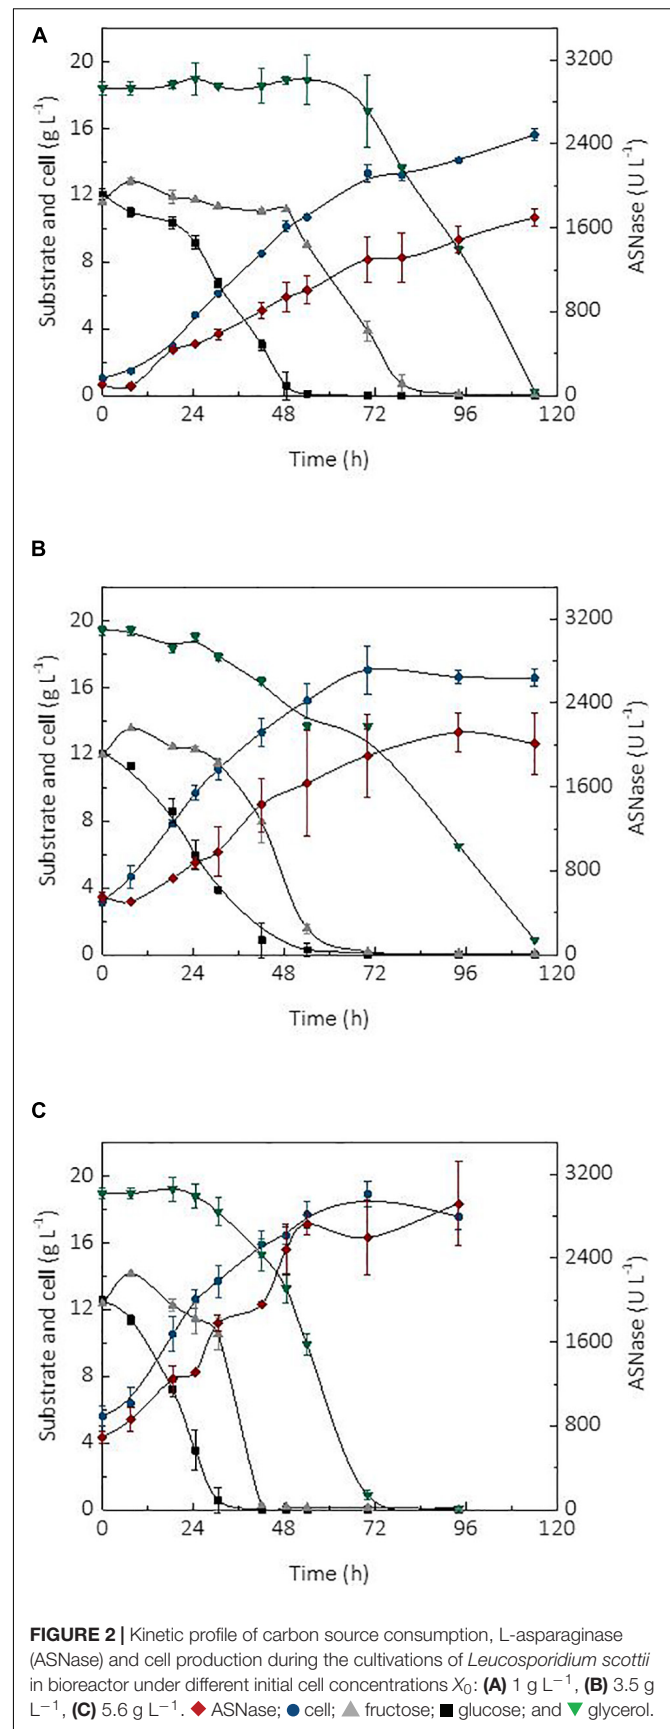 A
20
16
12
8
4
0
Substrate and cell (g L⁻¹)
3200
2400
1600
800
0
ASNase (U L⁻¹)
0 24 48 72 96 120
Time (h)
B
20
16
12
8
4
0
Substrate and cell (g L⁻¹)
3200
2400
1600
800
0
ASNase (U L⁻¹)
0 24 48 72 96 120
Time (h)
C
20
16
12
8
4
0
Substrate and cell (g L⁻¹)
3200
2400
1600
800
0
ASNase (U L⁻¹)
0 24 48 72 96 120
Time (h)
FIGURE 2 | Kinetic profile of carbon source consumption, L-asparaginase
(ASNase) and cell production during the cultivations of Leucosporidium scottii
in bioreactor under different initial cell concentrations X₀: (A) 1 g L⁻¹, (B) 3.5 g
L⁻¹, (C) 5.6 g L⁻¹. ◆ ASNase; ● cell; ▲ fructose; ■ glucose; and ▼ glycerol.